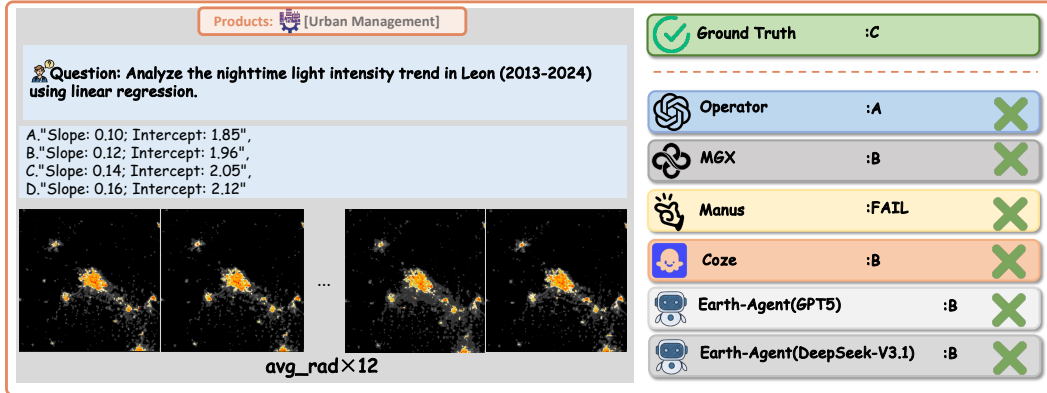 Products: [Urban Management]
Question: Analyze the nighttime light intensity trend in Leon (2013-2024)
using linear regression.
A."Slope: 0.10; Intercept: 1.85",
B."Slope: 0.12; Intercept: 1.96",
C."Slope: 0.14; Intercept: 2.05",
D."Slope: 0.16; Intercept: 2.12"
...
avg_rad×12
Ground Truth :C
Operator :A
MGX :B
Manus :FAIL
Coze :B
Earth-Agent(GPT5) :B
Earth-Agent(DeepSeek-V3.1) :B